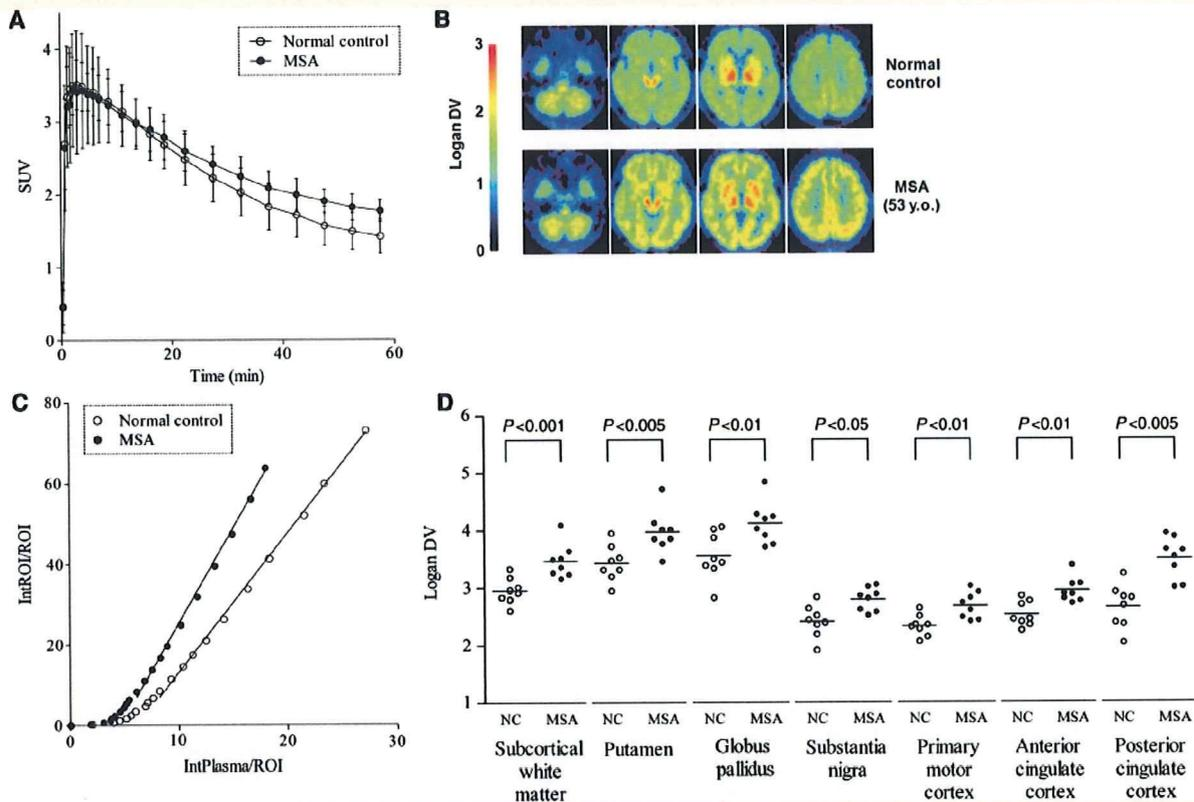 A
4
3
2
1
0
SUV
Normal control
MSA
0
20
40
60
Time (min)
B
3
2
1
0
Logan DV
Normal
control
MSA
(53 y.o.)
C
80
60
40
20
0
IntROI/ROI
Normal control
MSA
0
10
20
30
IntPlasma/ROI
D
6
5
4
3
2
1
Logan DV
P<0.001
P<0.005
P<0.01
P<0.05
P<0.01
P<0.01
P<0.005
NC MSA NC MSA NC MSA NC MSA NC MSA NC MSA NC MSA
Subcortical
white
matter
Putamen
Globus
pallidus
Substantia
nigra
Primary
motor
cortex
Anterior
cingulate
cortex
Posterior
cingulate
cortex